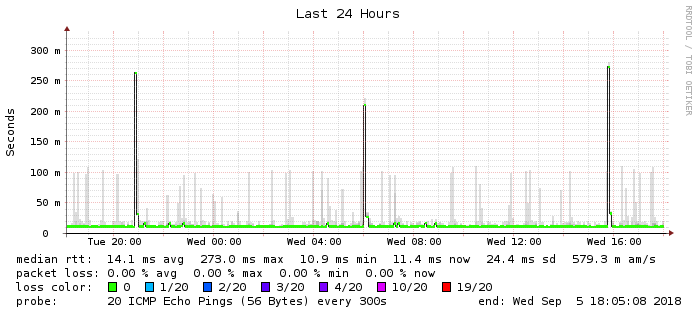 Last 24 Hours
RRDTOOL / TOBI OETIKER
Seconds
300 m
250 m
200 m
150 m
100 m
50 m
0
Tue 20:00 Wed 00:00 Wed 04:00 Wed 08:00 Wed 12:00 Wed 16:00
median rtt: 14.1 ms avg 273.0 ms max 10.9 ms min 11.4 ms now 24.4 ms sd 579.3 m am/s
packet loss: 0.00 % avg 0.00 % max 0.00 % min 0.00 % now
loss color: 0 1/20 2/20 3/20 4/20 10/20 19/20
probe: 20 ICMP Echo Pings (56 Bytes) every 300s end: Wed Sep 5 18:05:08 2018